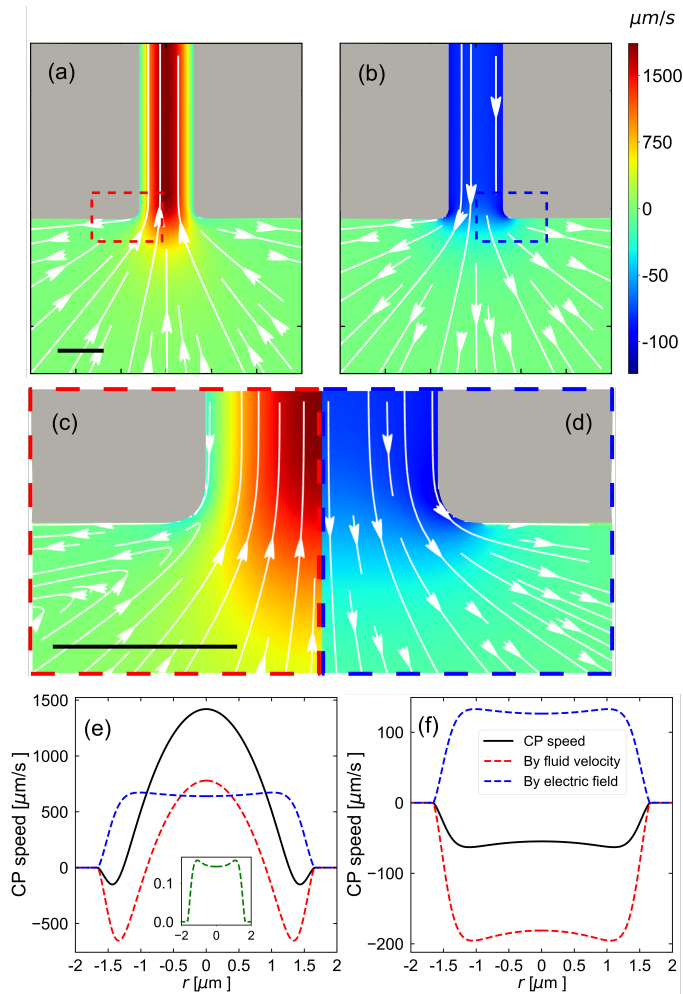 μm/s
(a)
(b)
1500
750
0
-50
-100
(c)
(d)
(e)
1500
1000
500
0
−500
CP speed [μm/s ]
0.1
0.0
−2
0
2
-2
-1.5
-1
-0.5
0
0.5
1
1.5
2
r [μm ]
(f)
CP speed
By fluid velocity
By electric field
100
0
−100
−200
CP speed [μm/s ]
-2
-1.5
-1
-0.5
0
0.5
1
1.5
2
r [μm ]